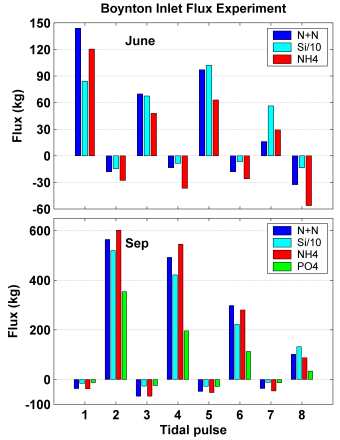 Boynton Inlet Flux Experiment
150
120
90
60
30
0
-30
-60
Flux (kg)
June
N+N
Si/10
NH4
600
400
200
0
-100
Flux (kg)
Sep
N+N
Si/10
NH4
PO4
1 2 3 4 5 6 7 8
Tidal pulse